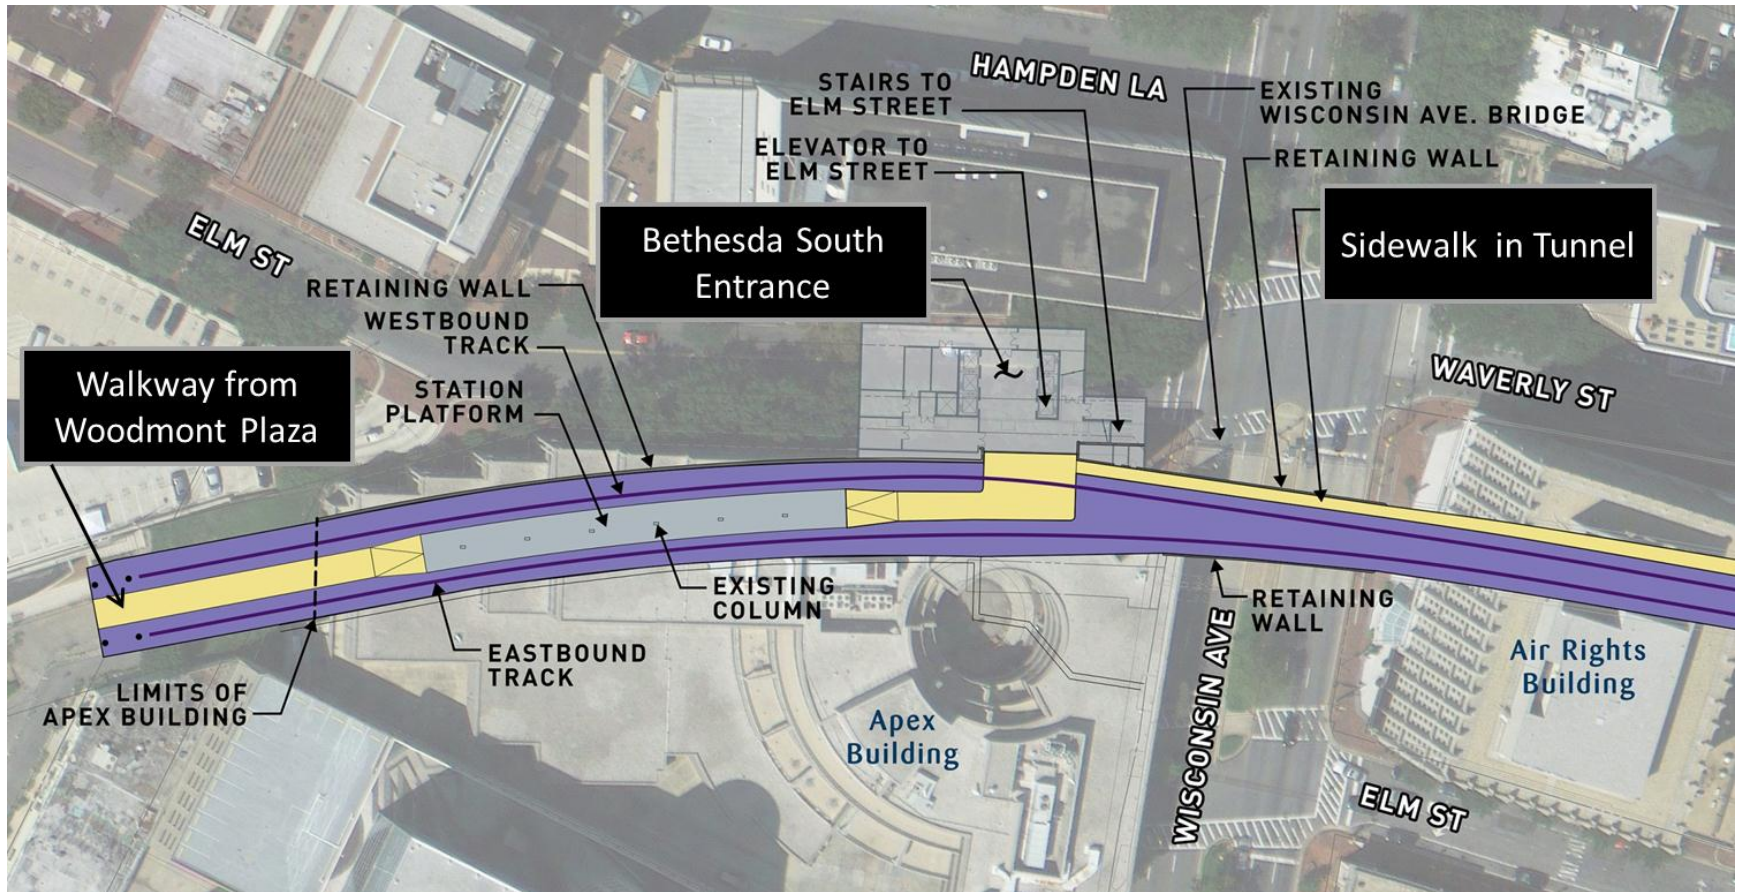 HAMPDEN LA
STAIRS TO
ELM STREET
EXISTING
WISCONSIN AVE. BRIDGE
ELEVATOR TO
ELM STREET
RETAINING WALL
Bethesda South
Entrance
Sidewalk in Tunnel
ELM ST
RETAINING WALL
WESTBOUND
TRACK
STATION
PLATFORM
Walkway from
Woodmont Plaza
WAVERLY ST
EXISTING
COLUMN
RETAINING
WALL
EASTBOUND
TRACK
LIMITS OF
APEX BUILDING
Apex
Building
WISCONSIN AVE
Air Rights
Building
ELM ST